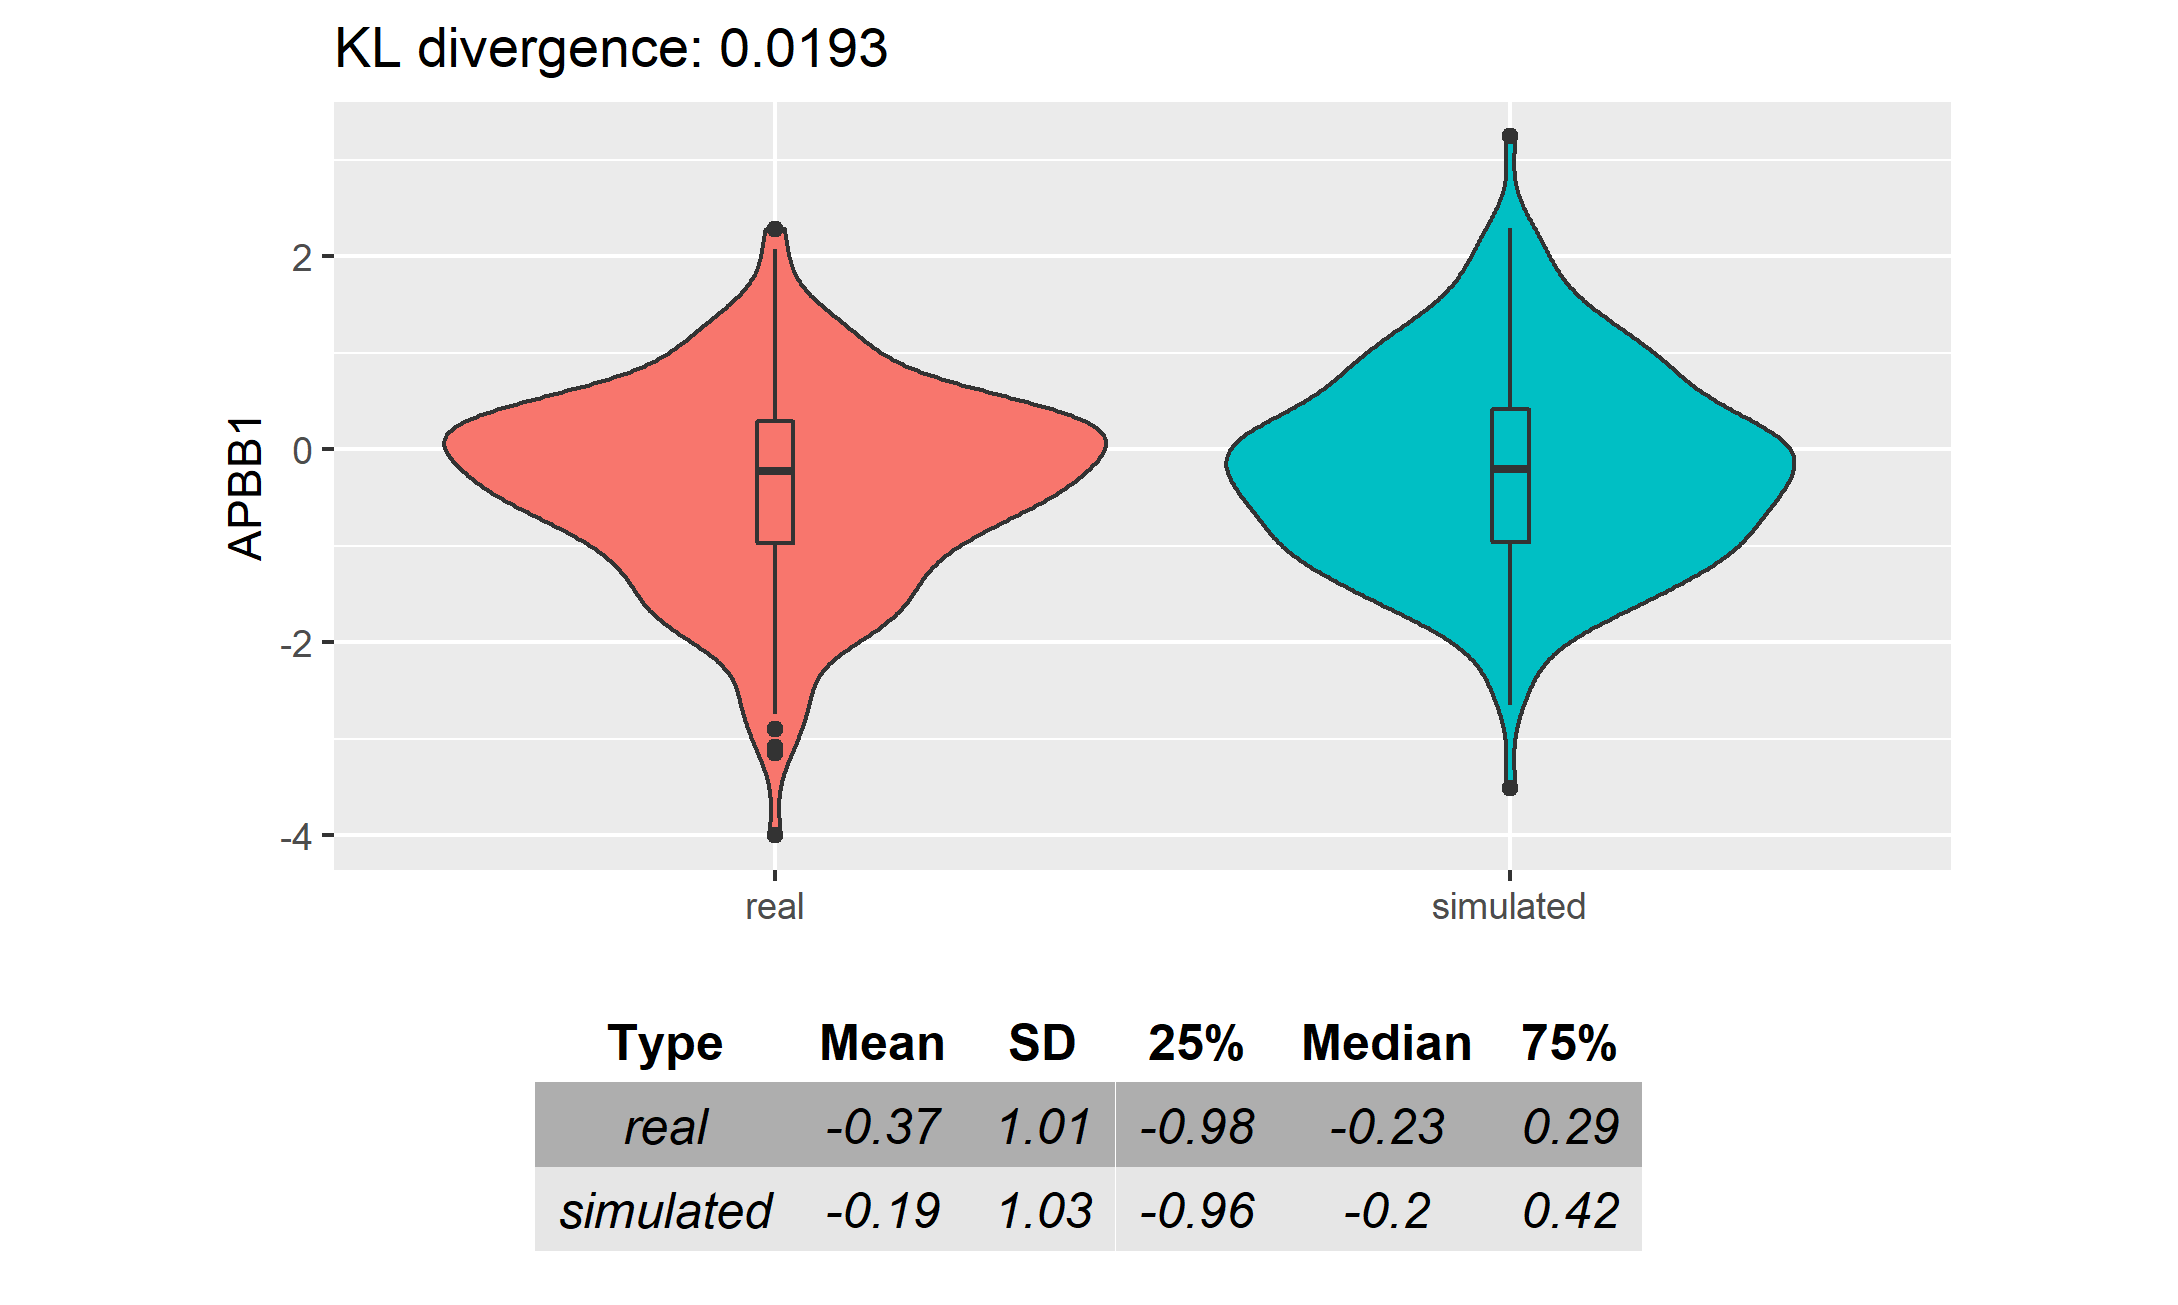 KL divergence: 0.0193
APBB1
2
0
-2
-4
real simulated
Type Mean SD 25% Median 75%
real -0.37 1.01 -0.98 -0.23 0.29
simulated -0.19 1.03 -0.96 -0.2 0.42